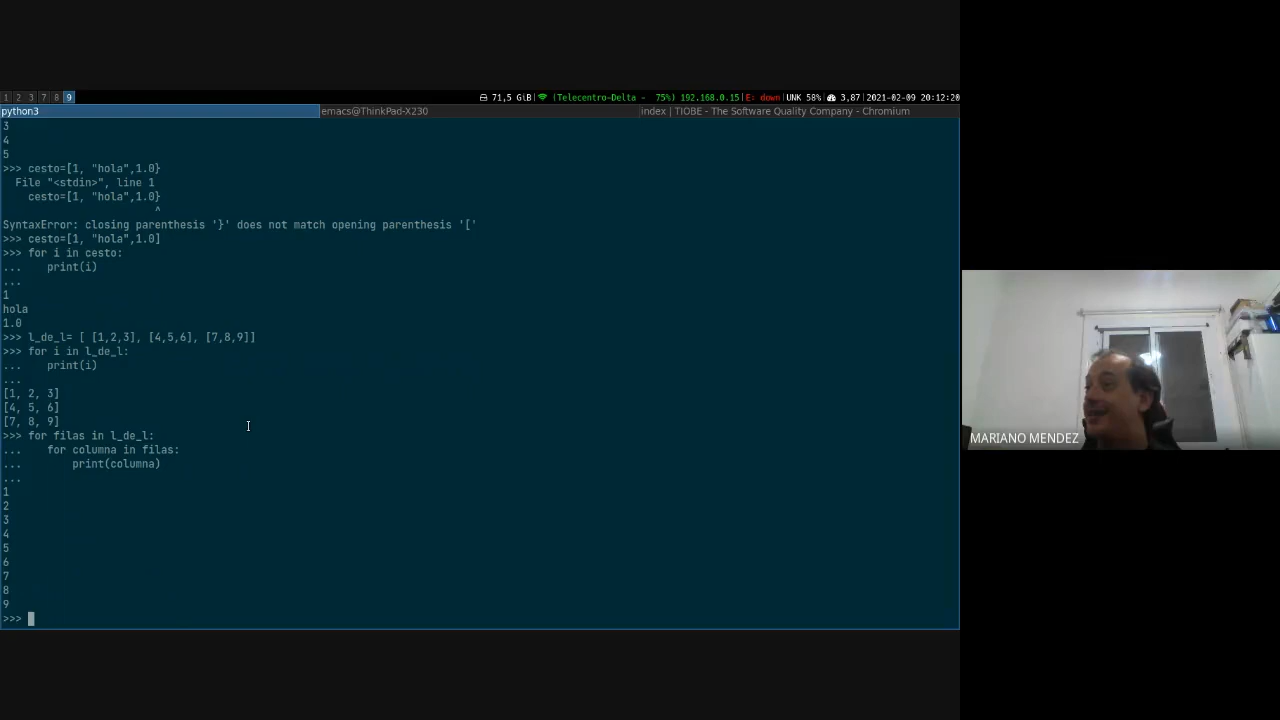 1 2 3 7 8 9
71,5 GiB| (Telecentro-Delta - 75%) 192.168.0.15|E: down|UNK 58%| 3,87|2021-02-09 20:12:20
python3 emacs@ThinkPad-X230 index | TIOBE - The Software Quality Company - Chromium
3
4
5
>>> cesto=[1, "hola",1.0}
  File "<stdin>", line 1
    cesto=[1, "hola",1.0}
                        ^
SyntaxError: closing parenthesis '}' does not match opening parenthesis '['
>>> cesto=[1, "hola",1.0]
>>> for i in cesto:
...    print(i)
...
1
hola
1.0
>>> l_de_l= [ [1,2,3], [4,5,6], [7,8,9]]
>>> for i in l_de_l:
...    print(i)
...
[1, 2, 3]
[4, 5, 6]
[7, 8, 9]
>>> for filas in l_de_l:
...    for columna in filas:
...        print(columna)
...
1
2
3
4
5
6
7
8
9
>>>
MARIANO MENDEZ